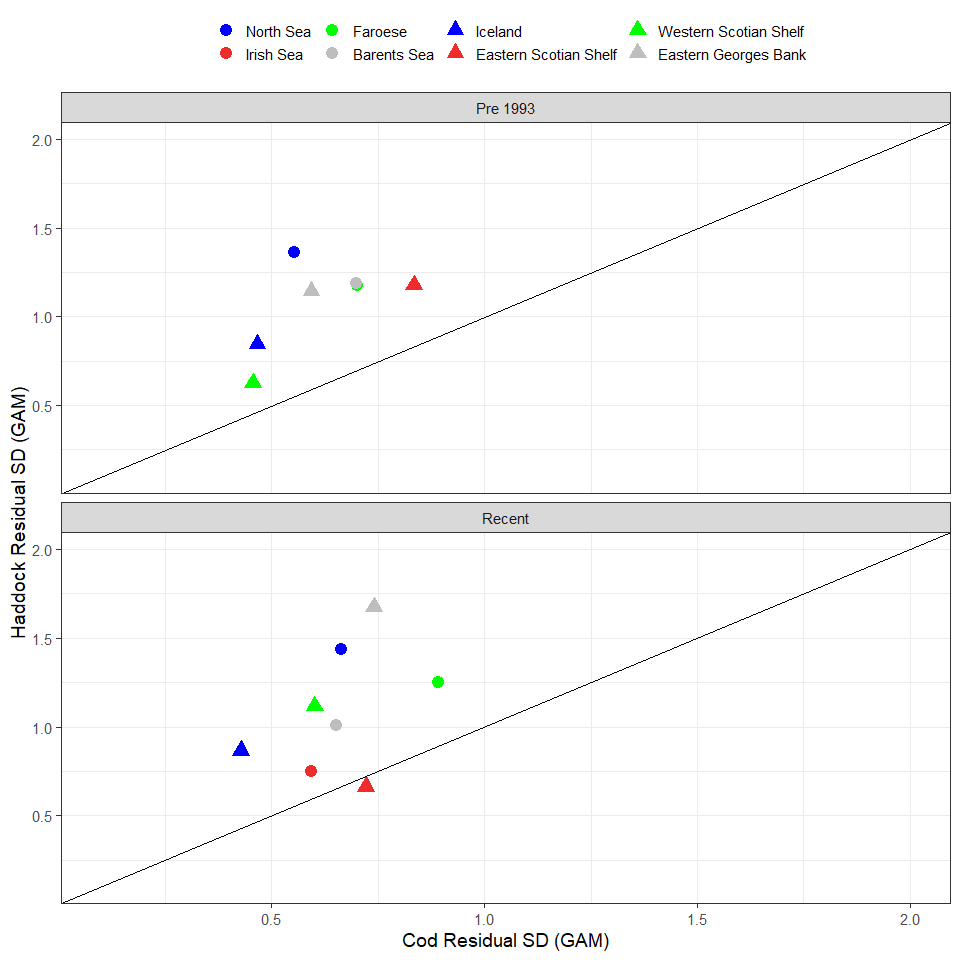 North Sea Faroese Iceland Western Scotian Shelf
Irish Sea Barents Sea Eastern Scotian Shelf Eastern Georges Bank
Pre 1993
2.0
1.5
1.0
0.5
Haddock Residual SD (GAM)
Recent
2.0
1.5
1.0
0.5
0.5 1.0 1.5 2.0
Cod Residual SD (GAM)